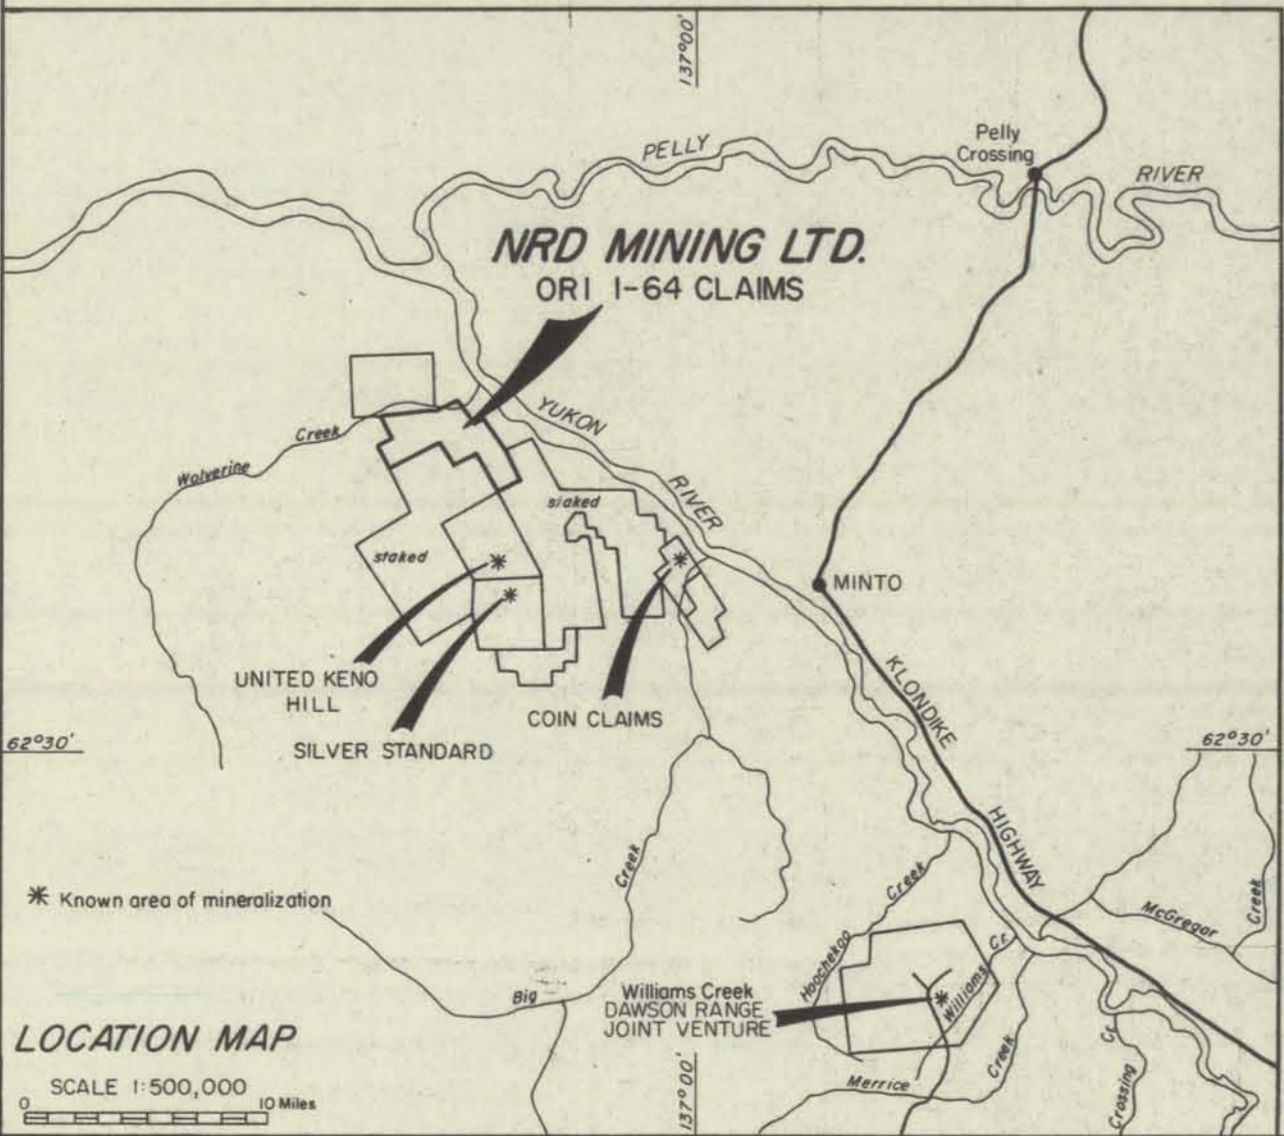 137°00'
PELLY
Pelly
Crossing
RIVER
NRD MINING LTD.
ORI 1-64 CLAIMS
YUKON
Creek
Wolverine
RIVER
staked
staked
MINTO
UNITED KENO
HILL
COIN CLAIMS
SILVER STANDARD
KLONDIKE
62°30'
62°30'
HIGHWAY
Creek
Creek
* Known area of mineralization
McGregor
Creek
Hoochekoo
Cr.
Big
Williams Creek
DAWSON RANGE
JOINT VENTURE
Williams
LOCATION MAP
Cr.
Creek
SCALE 1:500,000
Merrice
137°00'
Crossing
0 10 Miles